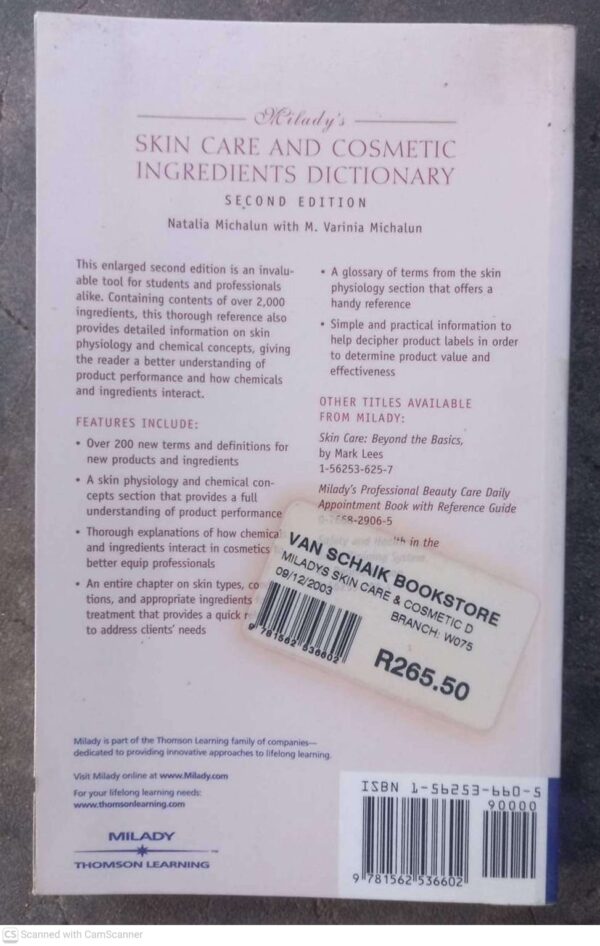 Milady's
SKIN CARE AND COSMETIC
INGREDIENTS DICTIONARY
SECOND EDITION
Natalia Michalun with M. Varinia Michalun
This enlarged second edition is an invalu-
able tool for students and professionals
alike. Containing contents of over 2,000
ingredients, this thorough reference also
provides detailed information on skin
physiology and chemical concepts, giving
the reader a better understanding of
product performance and how chemicals
and ingredients interact.
FEATURES INCLUDE:
• Over 200 new terms and definitions for
new products and ingredients
• A skin physiology and chemical con-
cepts section that provides a full
understanding of product performance
• Thorough explanations of how chemica
and ingredients interact in cosmetics
better equip professionals
• An entire chapter on skin types, co
tions, and appropriate ingredients
treatment that provides a quick r
to address clients' needs
• A glossary of terms from the skin
physiology section that offers a
handy reference
• Simple and practical information to
help decipher product labels in order
to determine product value and
effectiveness
OTHER TITLES AVAILABLE
FROM MILADY:
Skin Care: Beyond the Basics,
by Mark Lees
1-56253-625-7
Milady's Professional Beauty Care Daily
Appointment Book with Reference Guide
2906-5
in the
VAN SCHAIK BOOKSTORE
MILADYS SKIN CARE & COSMETIC D
09/12/2003
BRANCH: W075
9 781562 536602
R265.50
Milady is part of the Thomson Learning family of companies—
dedicated to providing innovative approaches to lifelong learning.
Visit Milady online at www.Milady.com
For your lifelong learning needs:
www.thomsonlearning.com
MILADY
THOMSON LEARNING
ISBN 1-56253-660-5
90000
9 781562 536602
CS Scanned with CamScanner